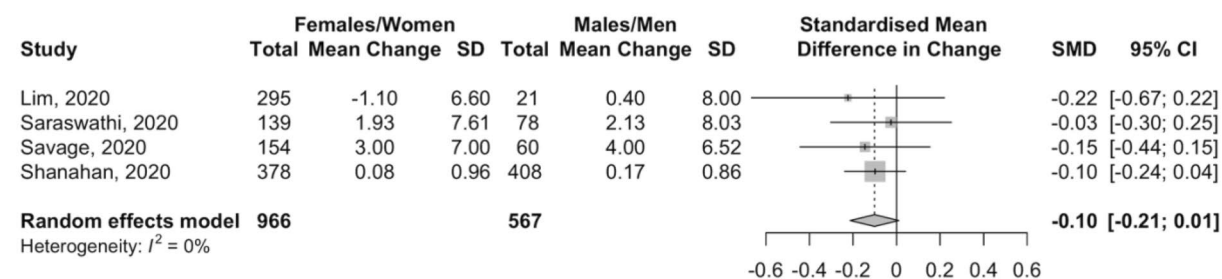 Females/Women Males/Men Standardised Mean
Study Total Mean Change SD Total Mean Change SD Difference in Change SMD 95% CI
Lim, 2020 295 -1.10 6.60 21 0.40 8.00 -0.22 [-0.67; 0.22]
Saraswathi, 2020 139 1.93 7.61 78 2.13 8.03 -0.03 [-0.30; 0.25]
Savage, 2020 154 3.00 7.00 60 4.00 6.52 -0.15 [-0.44; 0.15]
Shanahan, 2020 378 0.08 0.96 408 0.17 0.86 -0.10 [-0.24; 0.04]
Random effects model 966 567 -0.10 [-0.21; 0.01]
Heterogeneity: I² = 0%
-0.6 -0.4 -0.2 0 0.2 0.4 0.6